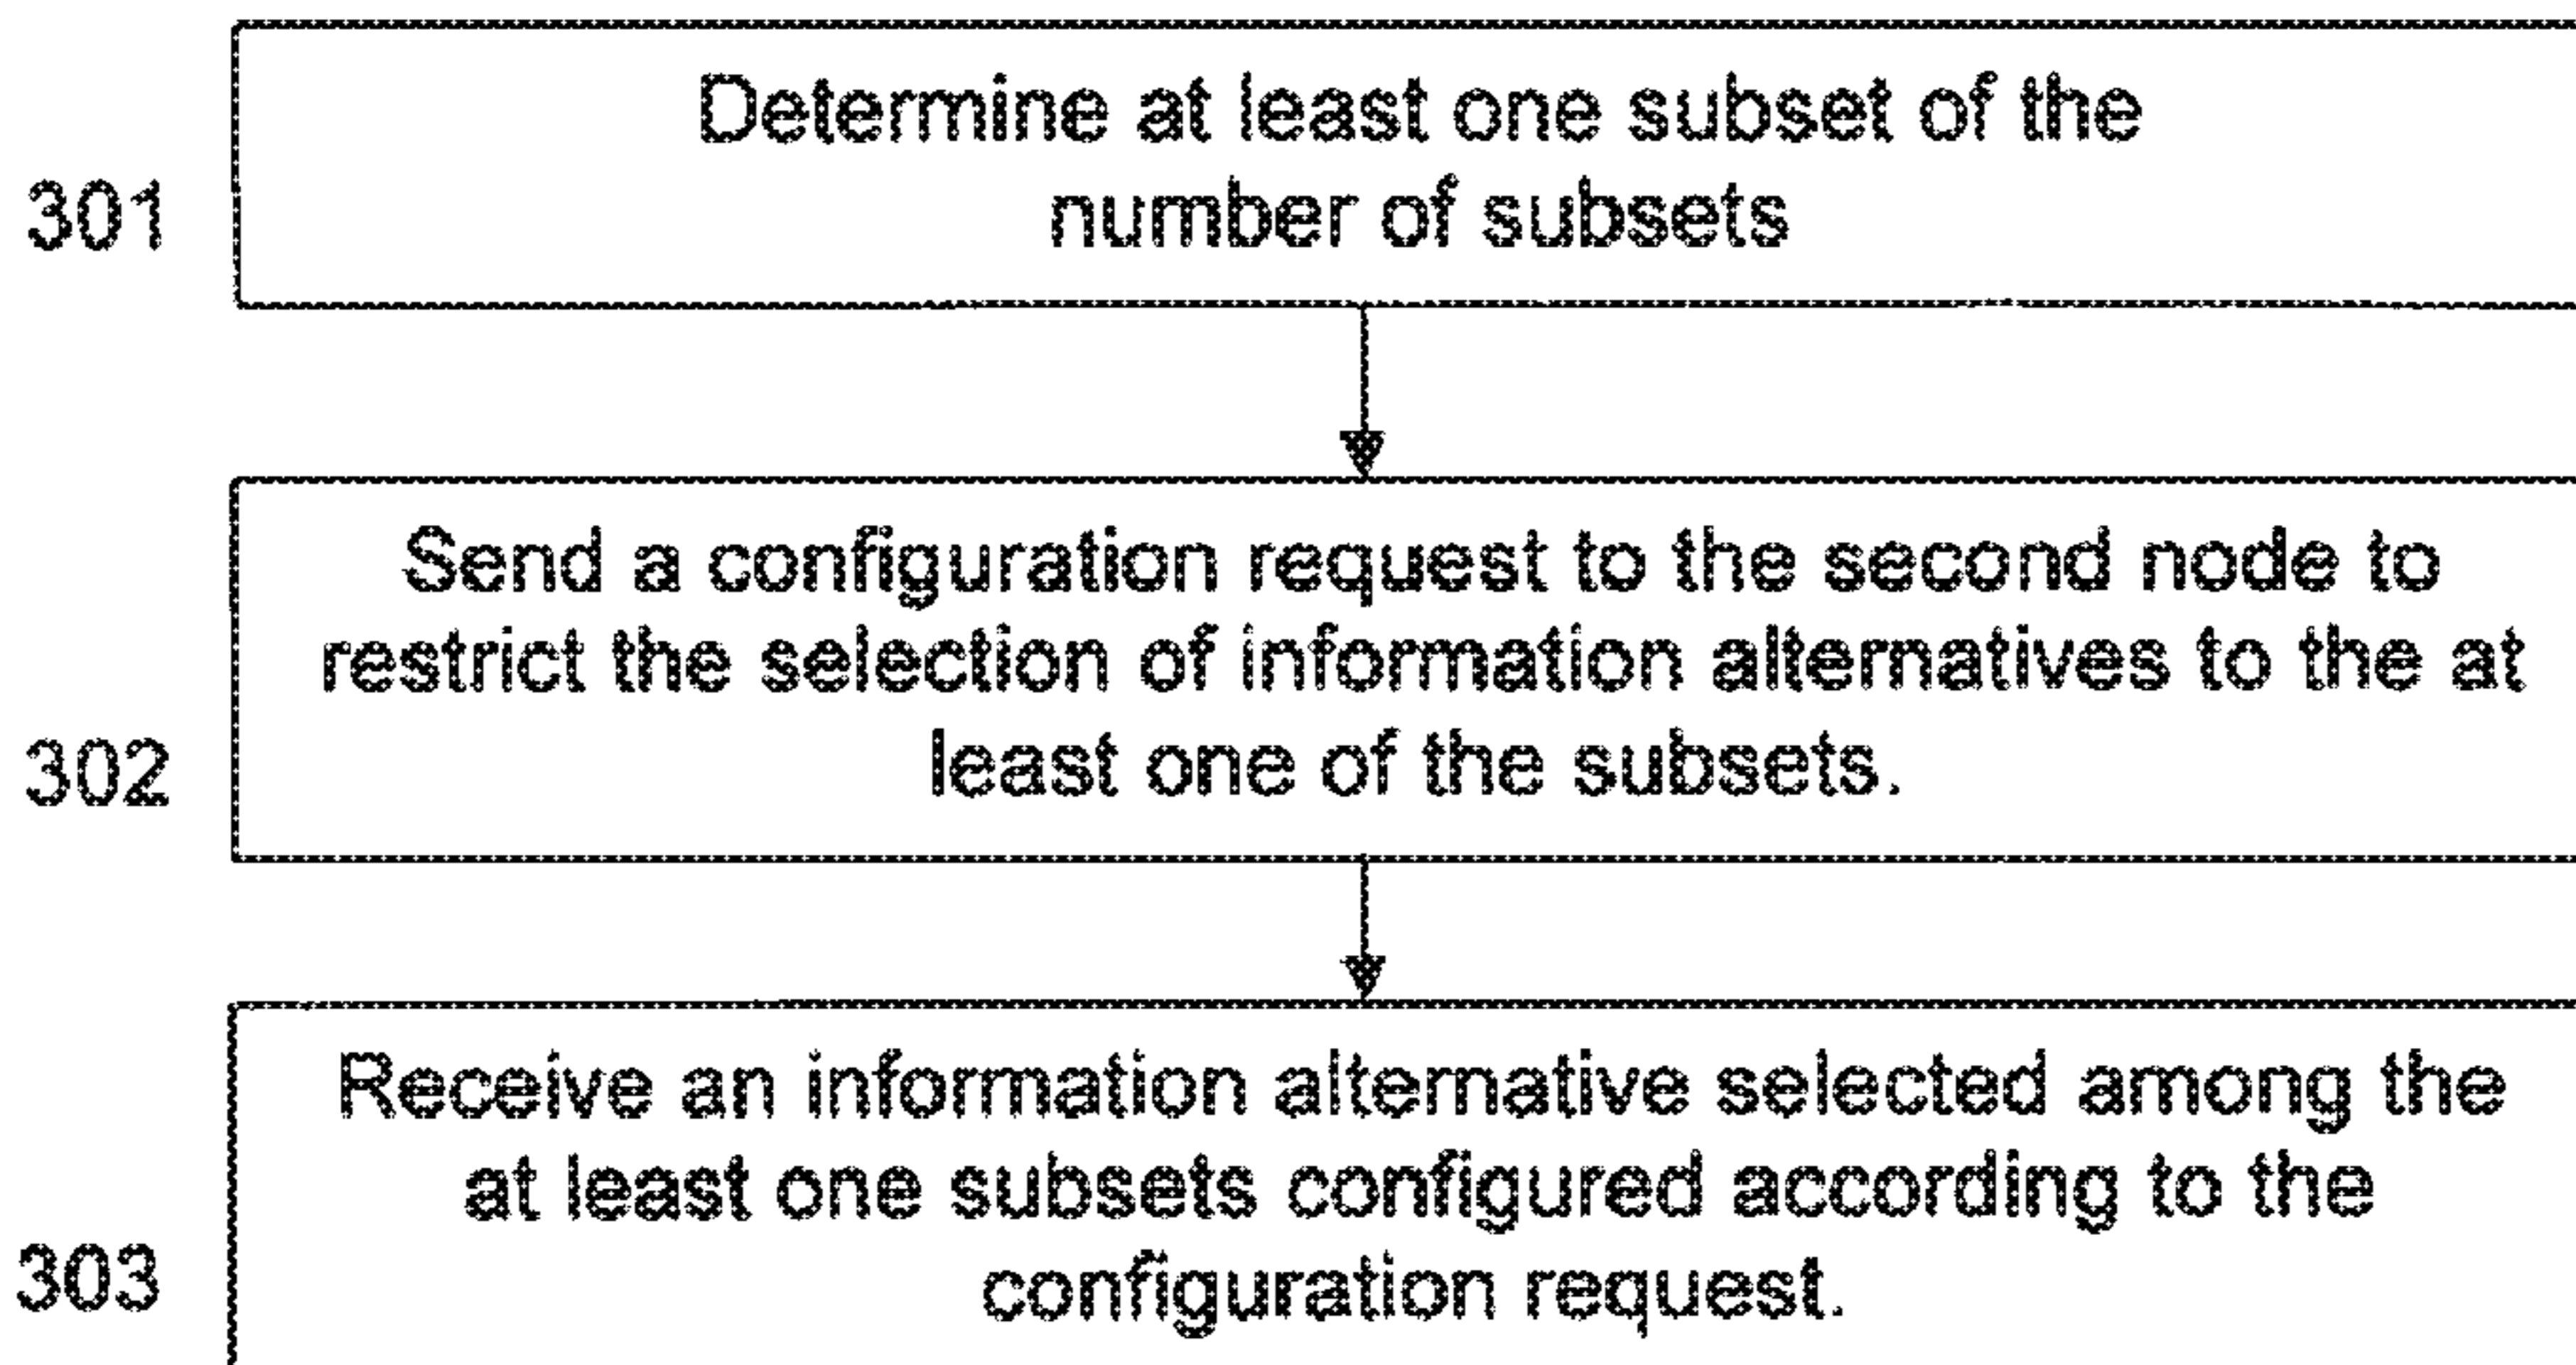 Determine at least one subset of the
301
number of subsets
Send a configuration request to the second node to
restrict the selection of information alternatives to the at
302
least one of the subsets.
Receive an information alternative selected among the
at least one subsets configured according to the
303
configuration request.